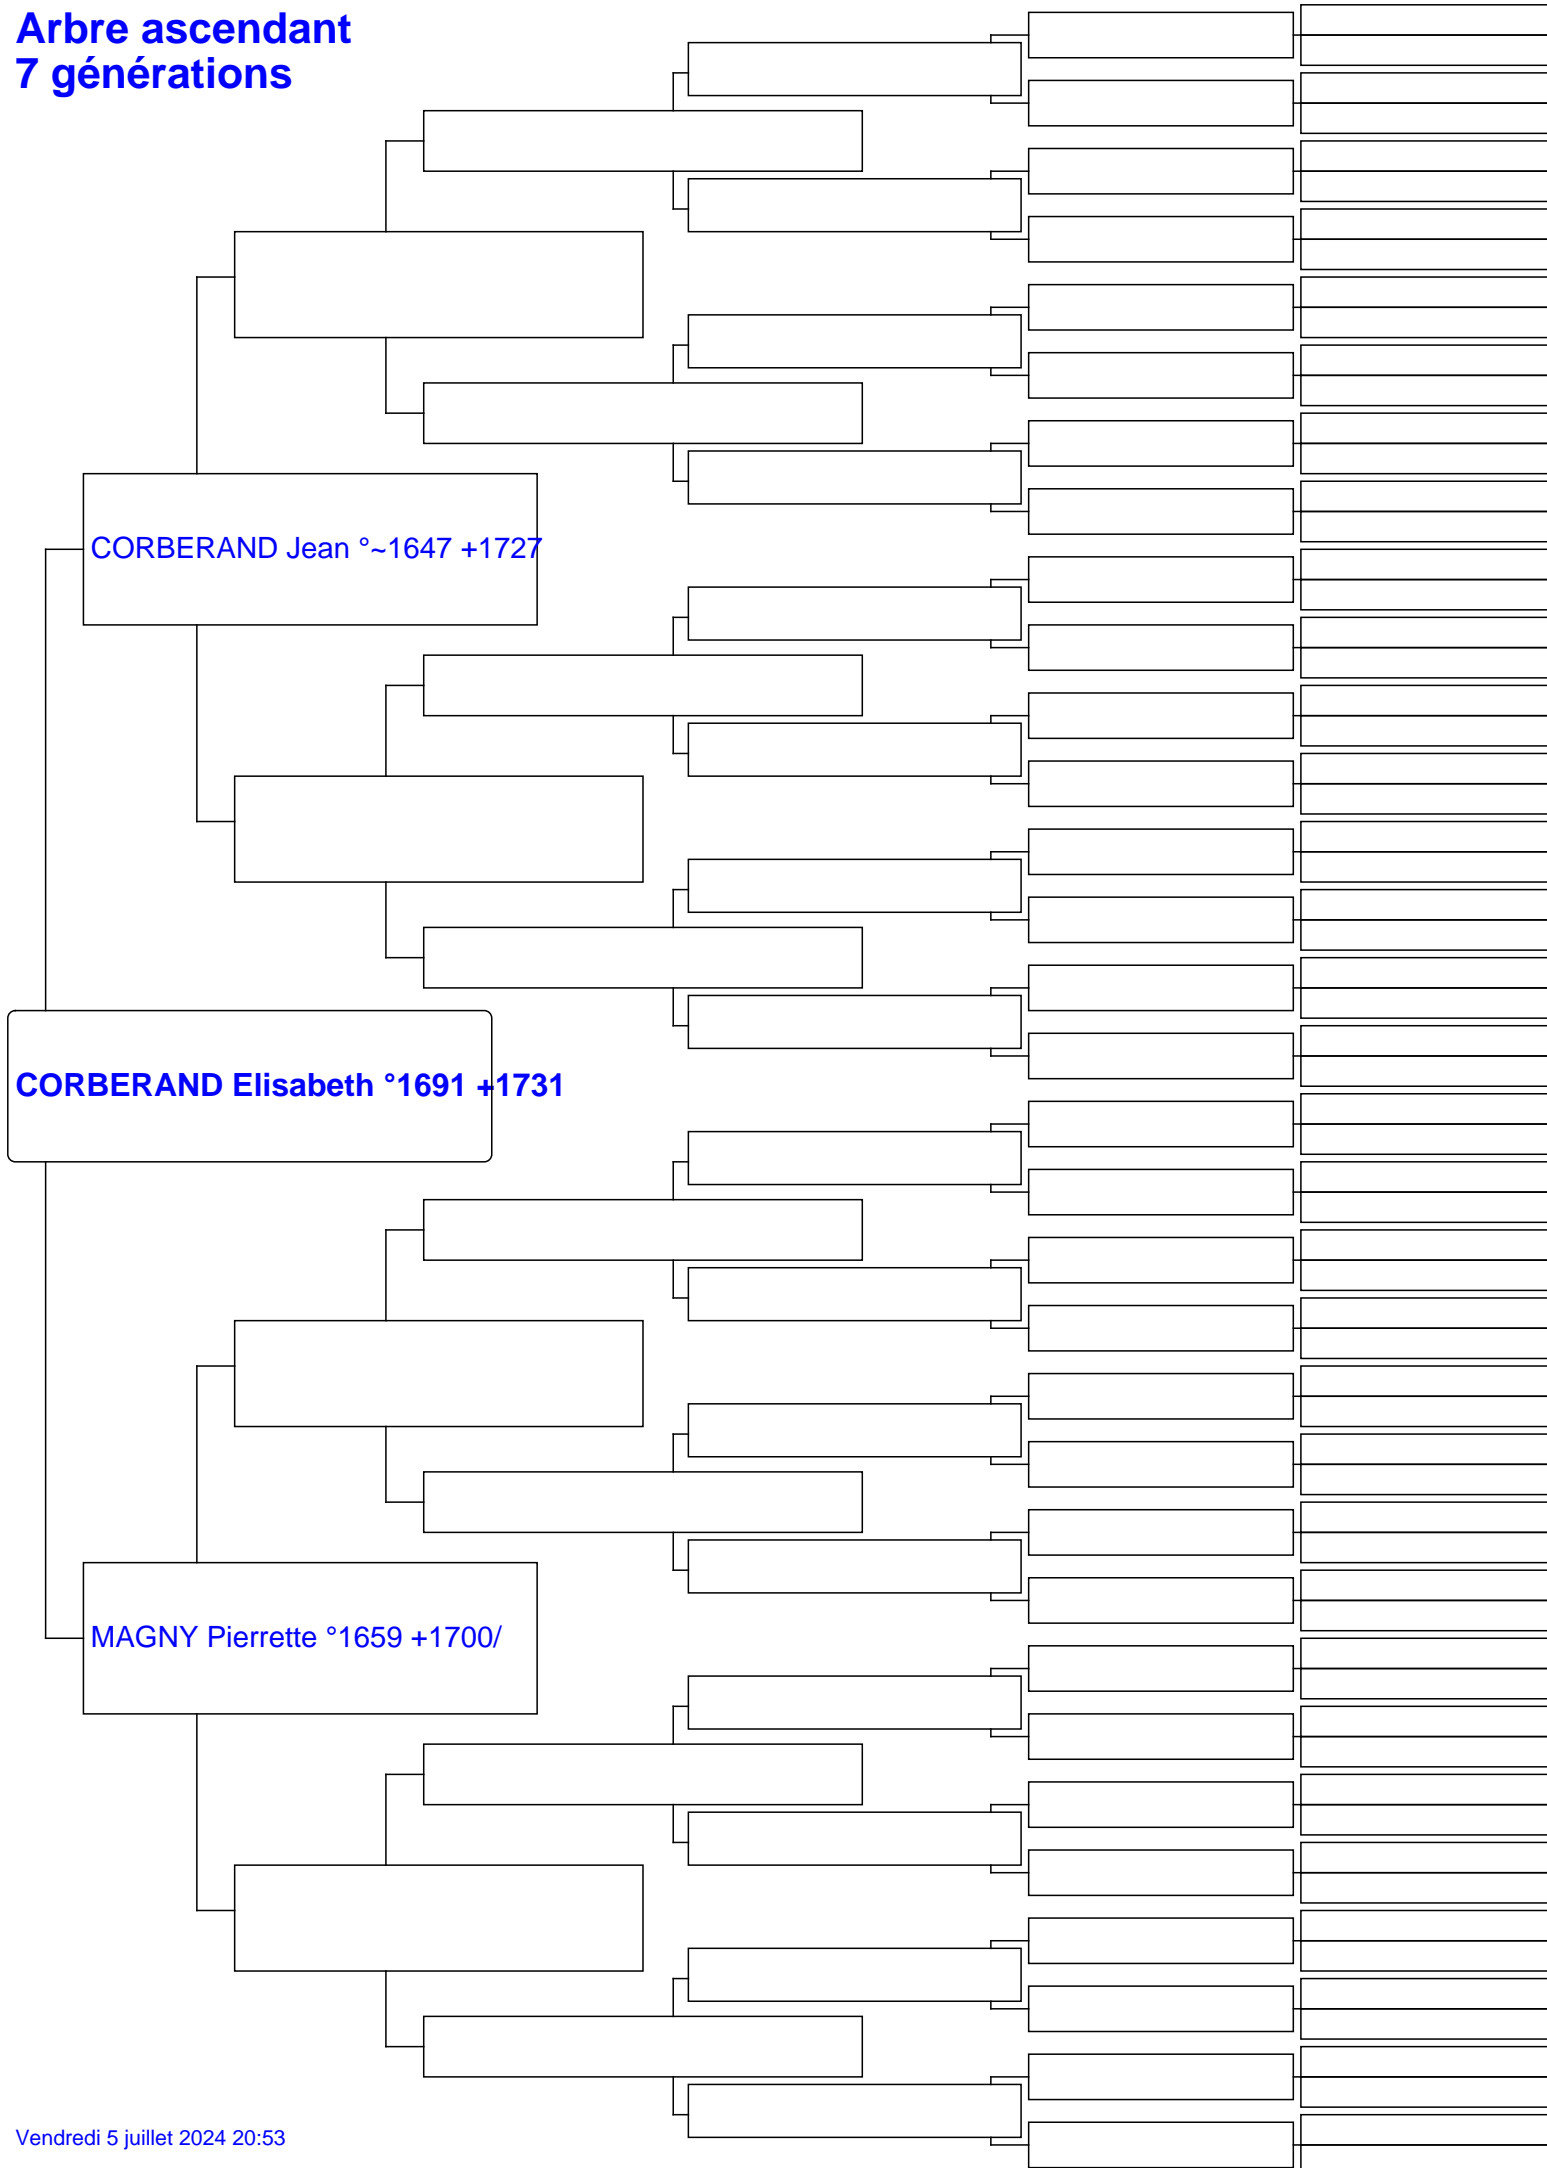 Arbre ascendant
7 générations
CORBERAND Jean °~1647 +1727
CORBERAND Elisabeth °1691 +1731
MAGNY Pierrette °1659 +1700/
Vendredi 5 juillet 2024 20:53